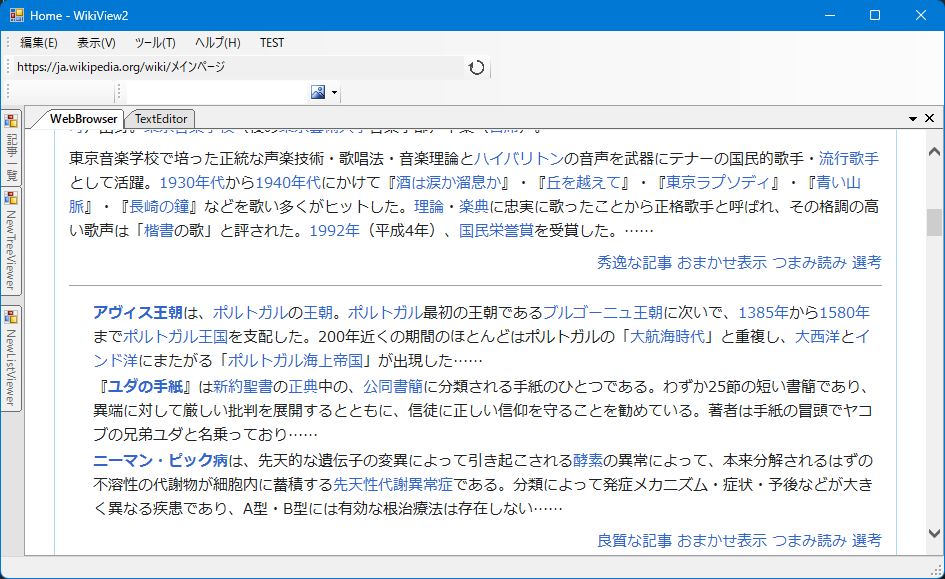 Home - WikiView2
編集(E) 表示(V) ツール(T) ヘルプ(H) TEST
https://ja.wikipedia.org/wiki/メインページ
WebBrowser TextEditor
記事一覧
NewTreeViewer
NewListViewer
東京音楽学校で培った正統な声楽技術・歌唱法・音楽理論とハイバリトンの音声を武器にテナーの国民的歌手・流行歌手
として活躍。1930年代から1940年代にかけて『酒は涙か溜息か』・『丘を越えて』・『東京ラプソディ』・『青い山
脈』・『長崎の鐘』などを歌い多くがヒットした。理論・楽典に忠実に歌ったことから正格歌手と呼ばれ、その格調の高
い歌声は「楷書の歌」と評された。1992年（平成4年）、国民栄誉賞を受賞した。……
秀逸な記事 おまかせ表示 つまみ読み 選考
アヴィス王朝は、ポルトガルの王朝。ポルトガル最初の王朝であるブルゴーニュ王朝に次いで、1385年から1580年
までポルトガル王国を支配した。200年近くの期間のほとんどはポルトガルの「大航海時代」と重複し、大西洋とイ
ンド洋にまたがる「ポルトガル海上帝国」が出現した……
『ユダの手紙』は新約聖書の正典中の、公同書簡に分類される手紙のひとつである。わずか25節の短い書簡であり、
異端に対して厳しい批判を展開するとともに、信徒に正しい信仰を守ることを勧めている。著者は手紙の冒頭でヤコ
ブの兄弟ユダと名乗っており……
ニーマン・ピック病は、先天的な遺伝子の変異によって引き起こされる酵素の異常によって、本来分解されるはずの
不溶性の代謝物が細胞内に蓄積する先天性代謝異常症である。分類によって発症メカニズム・症状・予後などが大き
く異なる疾患であり、A型・B型には有効な根治療法は存在しない……
良質な記事 おまかせ表示 つまみ読み 選考